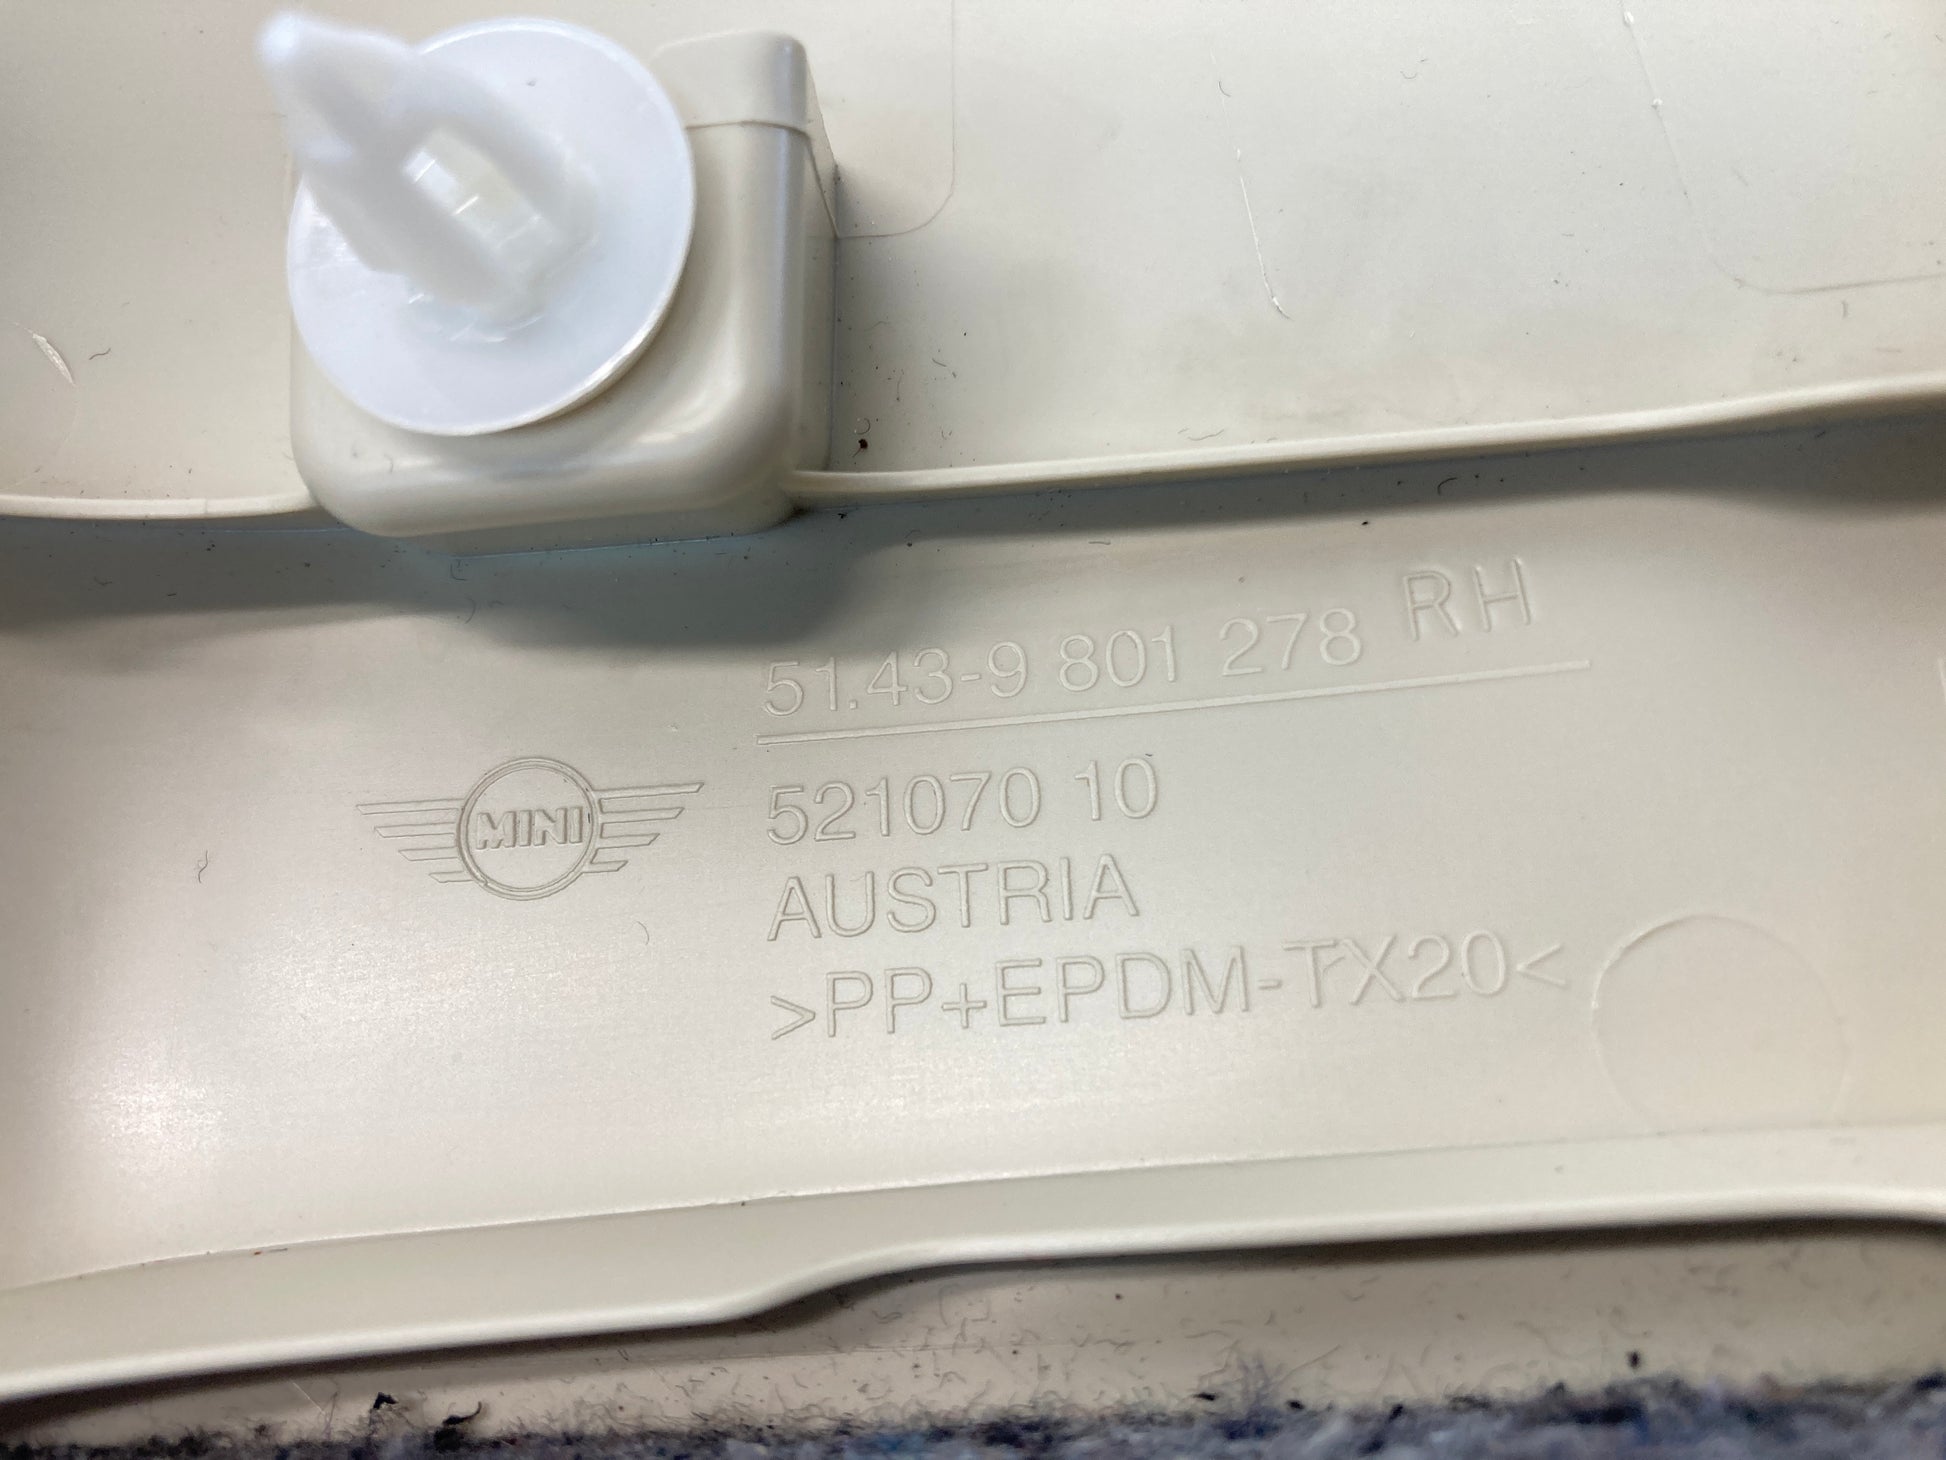 51.43-9 801 278 RH
MINI
521070 10
AUSTRIA
>PP+EPDM-TX20<